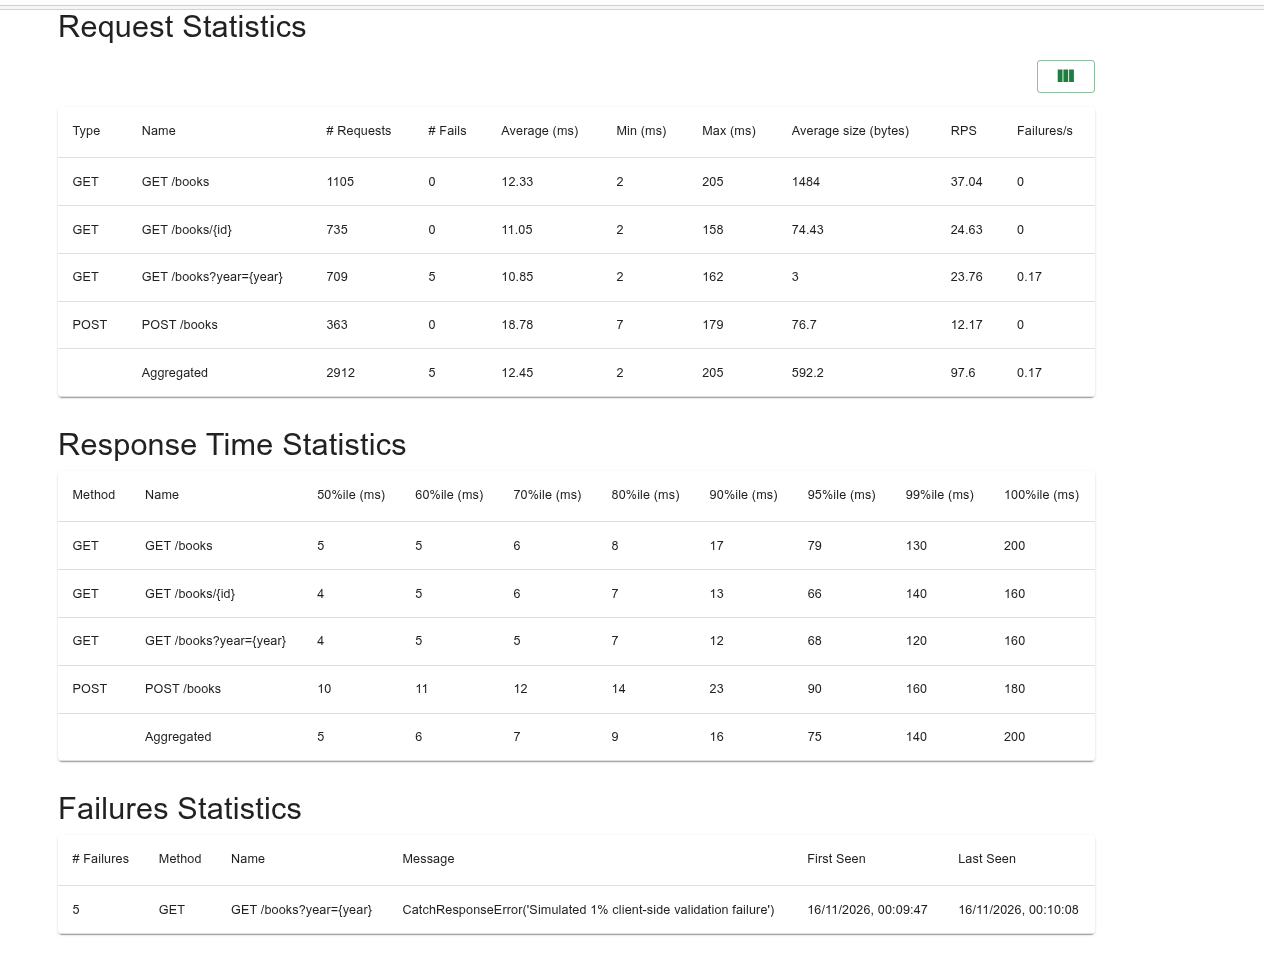 Request Statistics
Type Name # Requests # Fails Average (ms) Min (ms) Max (ms) Average size (bytes) RPS Failures/s
GET GET /books 1105 0 12.33 2 205 1484 37.04 0
GET GET /books/{id} 735 0 11.05 2 158 74.43 24.63 0
GET GET /books?year={year} 709 5 10.85 2 162 3 23.76 0.17
POST POST /books 363 0 18.78 7 179 76.7 12.17 0
Aggregated 2912 5 12.45 2 205 592.2 97.6 0.17
Response Time Statistics
Method Name 50%ile (ms) 60%ile (ms) 70%ile (ms) 80%ile (ms) 90%ile (ms) 95%ile (ms) 99%ile (ms) 100%ile (ms)
GET GET /books 5 5 6 8 17 79 130 200
GET GET /books/{id} 4 5 6 7 13 66 140 160
GET GET /books?year={year} 4 5 5 7 12 68 120 160
POST POST /books 10 11 12 14 23 90 160 180
Aggregated 5 6 7 9 16 75 140 200
Failures Statistics
# Failures Method Name Message First Seen Last Seen
5 GET GET /books?year={year} CatchResponseError('Simulated 1% client-side validation failure') 16/11/2026, 00:09:47 16/11/2026, 00:10:08